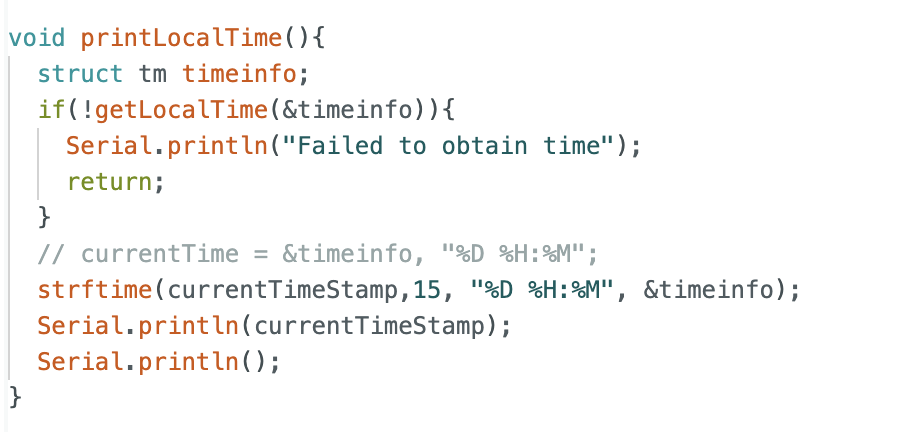 void printLocalTime(){
  struct tm timeinfo;
  if(!getLocalTime(&timeinfo)){
    Serial.println("Failed to obtain time");
    return;
  }
  // currentTime = &timeinfo, "%D %H:%M";
  strftime(currentTimeStamp,15, "%D %H:%M", &timeinfo);
  Serial.println(currentTimeStamp);
  Serial.println();
}